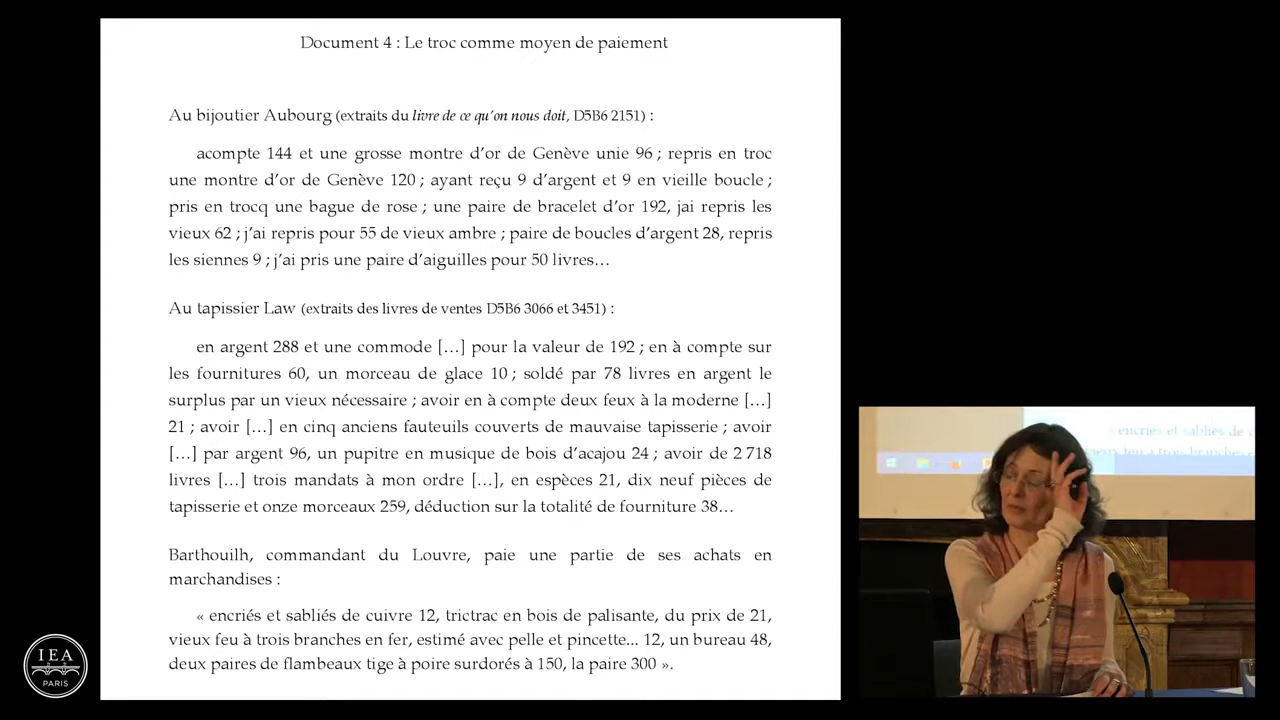 Document 4 : Le troc comme moyen de paiement
Au bijoutier Aubourg (extraits du livre de ce qu’on nous doit, D5B6 2151) :
acompte 144 et une grosse montre d’or de Genève unie 96 ; repris en troc
une montre d’or de Genève 120 ; ayant reçu 9 d’argent et 9 en vieille boucle ;
pris en trocq une bague de rose ; une paire de bracelet d’or 192, jai repris les
vieux 62 ; j’ai repris pour 55 de vieux ambre ; paire de boucles d’argent 28, repris
les siennes 9 ; j’ai pris une paire d’aiguilles pour 50 livres…
Au tapissier Law (extraits des livres de ventes D5B6 3066 et 3451) :
en argent 288 et une commode […] pour la valeur de 192 ; en à compte sur
les fournitures 60, un morceau de glace 10 ; soldé par 78 livres en argent le
surplus par un vieux nécessaire ; avoir en à compte deux feux à la moderne […]
21 ; avoir […] en cinq anciens fauteuils couverts de mauvaise tapisserie ; avoir
[…] par argent 96, un pupitre en musique de bois d’acajou 24 ; avoir de 2 718
livres […] trois mandats à mon ordre […], en espèces 21, dix neuf pièces de
tapisserie et onze morceaux 259, déduction sur la totalité de fourniture 38…
Barthouilh, commandant du Louvre, paie une partie de ses achats en
marchandises :
« encriés et sabliés de cuivre 12, trictrac en bois de palisante, du prix de 21,
vieux feu à trois branches en fer, estimé avec pelle et pincette... 12, un bureau 48,
deux paires de flambeaux tige à poire surdorés à 150, la paire 300 ».
« encriés et sabliés de c
feu à trois branches e
IEA
PARIS